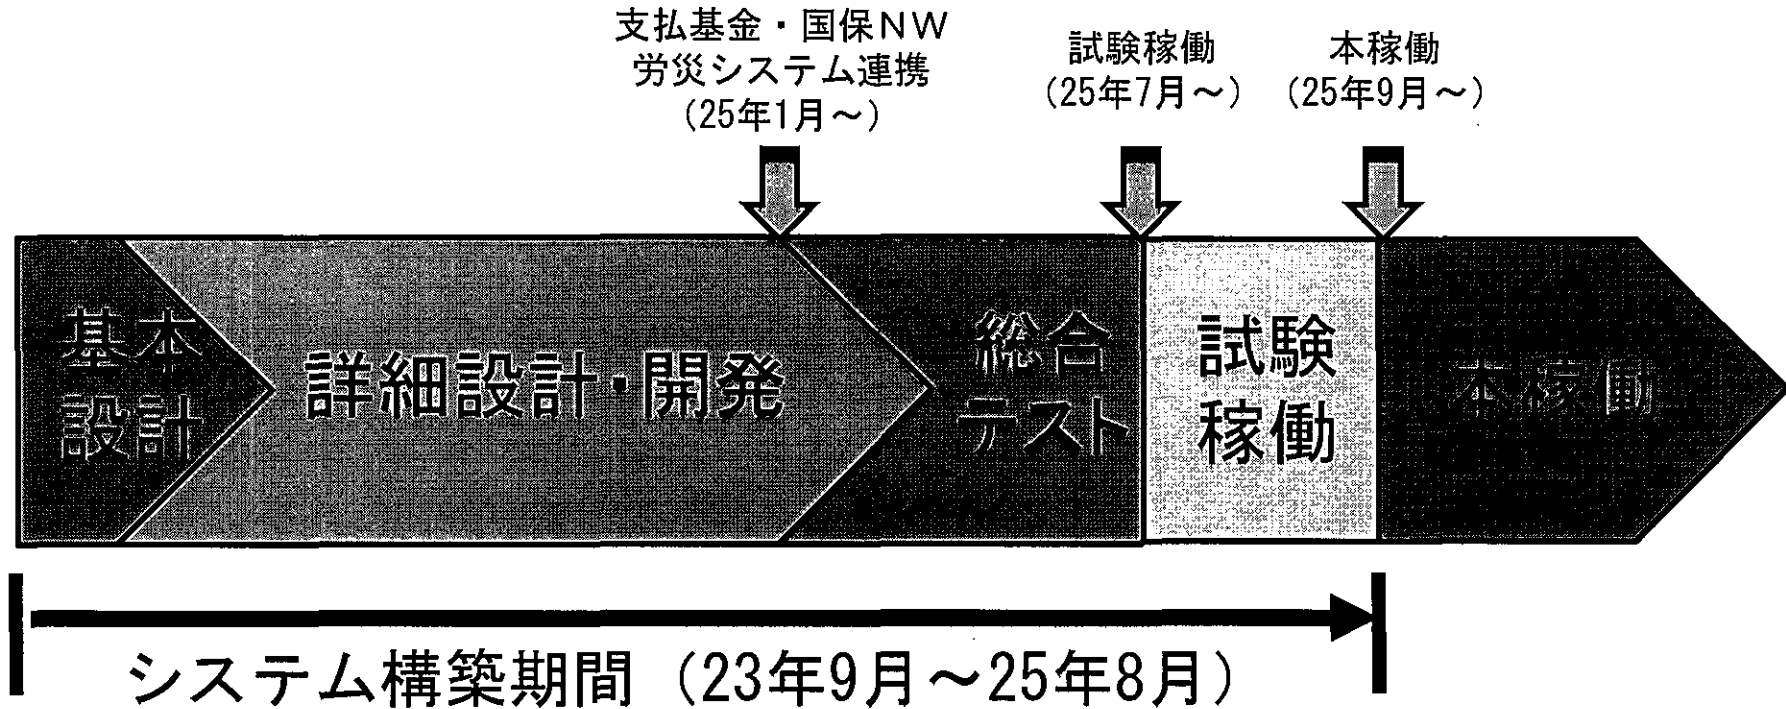 支払基金・国保NW
労災システム連携
（25年1月～）
試験稼働
（25年7月～）
本稼働
（25年9月～）
基本
設計
詳細設計・開発
総合
テスト
試験
稼働
本稼働
システム構築期間（23年9月～25年8月）